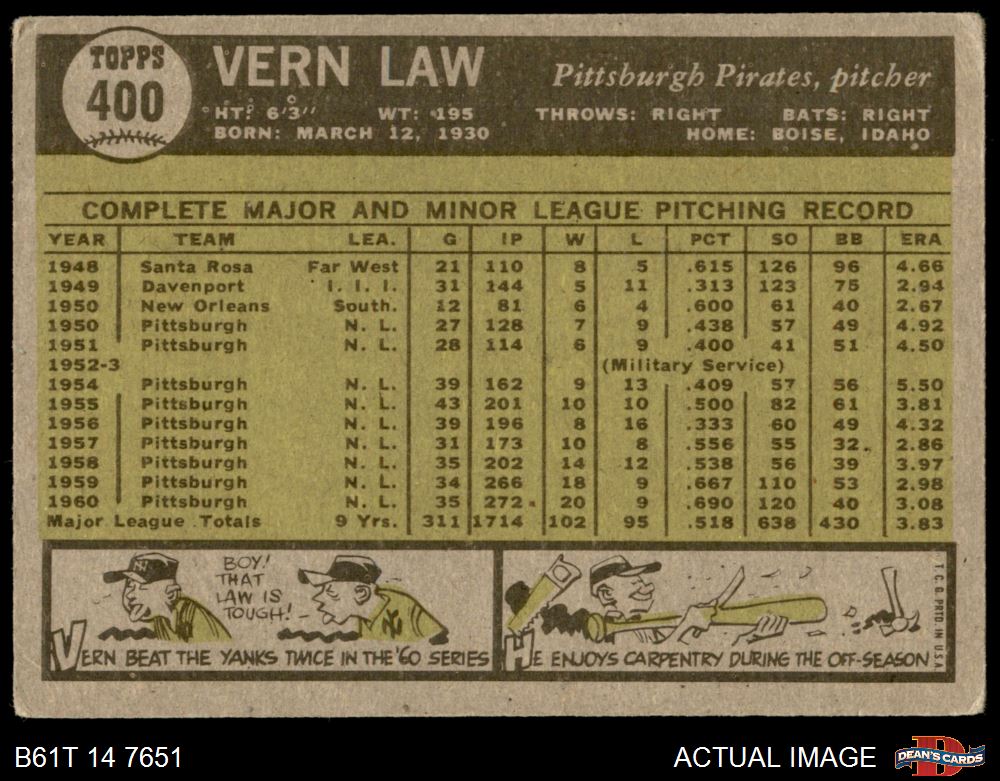 TOPPS
400
VERN LAW
Pittsburgh Pirates, pitcher
HT: 6'3" WT: 195 THROWS: RIGHT BATS: RIGHT
BORN: MARCH 12, 1930 HOME: BOISE, IDAHO
COMPLETE MAJOR AND MINOR LEAGUE PITCHING RECORD
YEAR TEAM LEA. G IP W L PCT SO BB ERA
1948 Santa Rosa Far West 21 110 8 5 .615 126 96 4.66
1949 Davenport I. I. I. 31 144 5 11 .313 123 75 2.94
1950 New Orleans South. 12 81 6 4 .600 61 40 2.67
1950 Pittsburgh N. L. 27 128 7 9 .438 57 49 4.92
1951 Pittsburgh N. L. 28 114 6 9 .400 41 51 4.50
1952-3 (Military Service)
1954 Pittsburgh N. L. 39 162 9 13 .409 57 56 5.50
1955 Pittsburgh N. L. 43 201 10 10 .500 82 61 3.81
1956 Pittsburgh N. L. 39 196 8 16 .333 60 49 4.32
1957 Pittsburgh N. L. 31 173 10 8 .556 55 32 2.86
1958 Pittsburgh N. L. 35 202 14 12 .538 56 39 3.97
1959 Pittsburgh N. L. 34 266 18 9 .667 110 53 2.98
1960 Pittsburgh N. L. 35 272 20 9 .690 120 40 3.08
Major League Totals 9 Yrs. 311 1714 102 95 .518 638 430 3.83
NY
BOY!
THAT
LAW IS
TOUGH!
NY
VERN BEAT THE YANKS TWICE IN THE '60 SERIES
HE ENJOYS CARPENTRY DURING THE OFF-SEASON
T. C. G. PRTD. IN U.S.A.
B61T 14 7651
ACTUAL IMAGE
D
DEAN'S CARDS